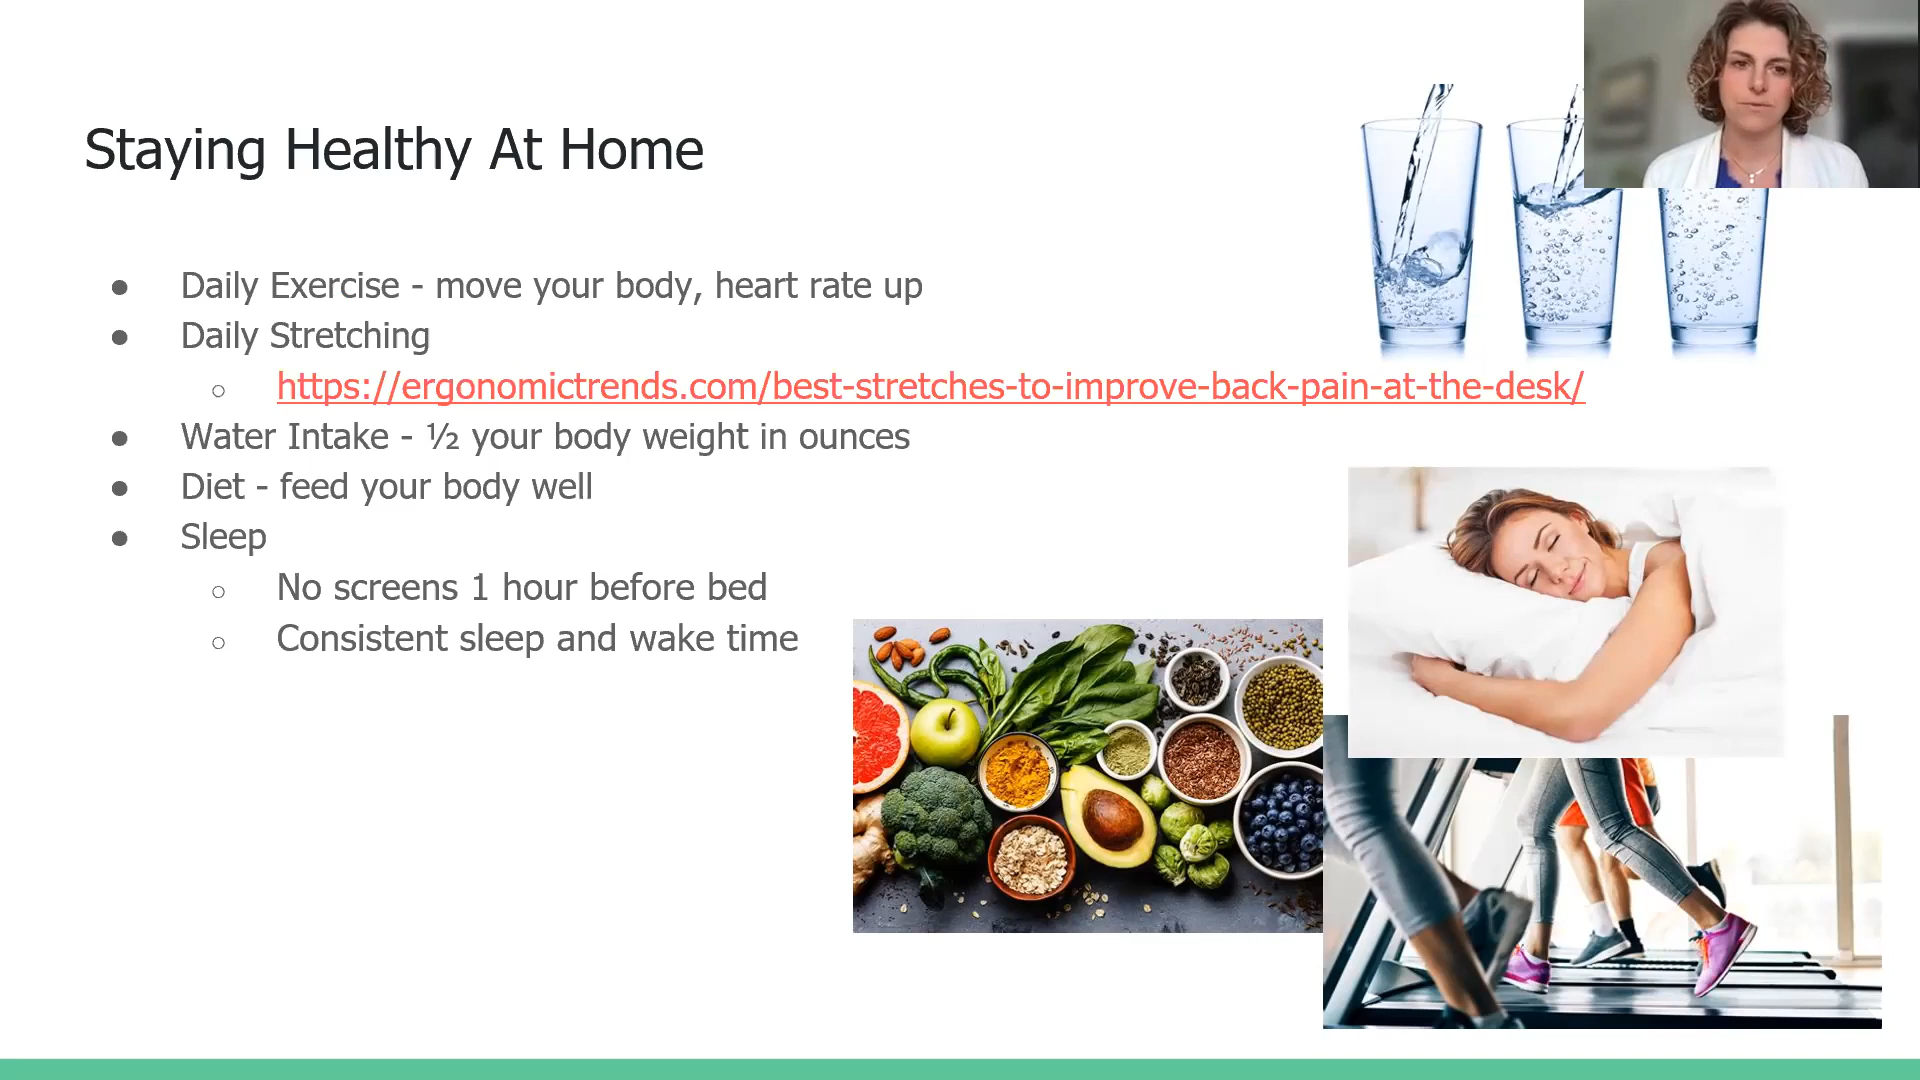 Staying Healthy At Home
● Daily Exercise - move your body, heart rate up
● Daily Stretching
○ https://ergonomictrends.com/best-stretches-to-improve-back-pain-at-the-desk/
● Water Intake - ½ your body weight in ounces
● Diet - feed your body well
● Sleep
○ No screens 1 hour before bed
○ Consistent sleep and wake time